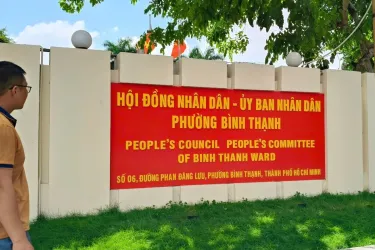 HỘI ĐỒNG NHÂN DÂN - ỦY BAN NHÂN DÂN
PHƯỜNG BÌNH THẠNH
PEOPLE'S COUNCIL PEOPLE'S COMMITTEE
OF BINH THANH WARD
SỐ 06, ĐƯỜNG PHAN ĐĂNG LƯU, PHƯỜNG BÌNH THẠNH, THÀNH PHỐ HỒ CHÍ MINH